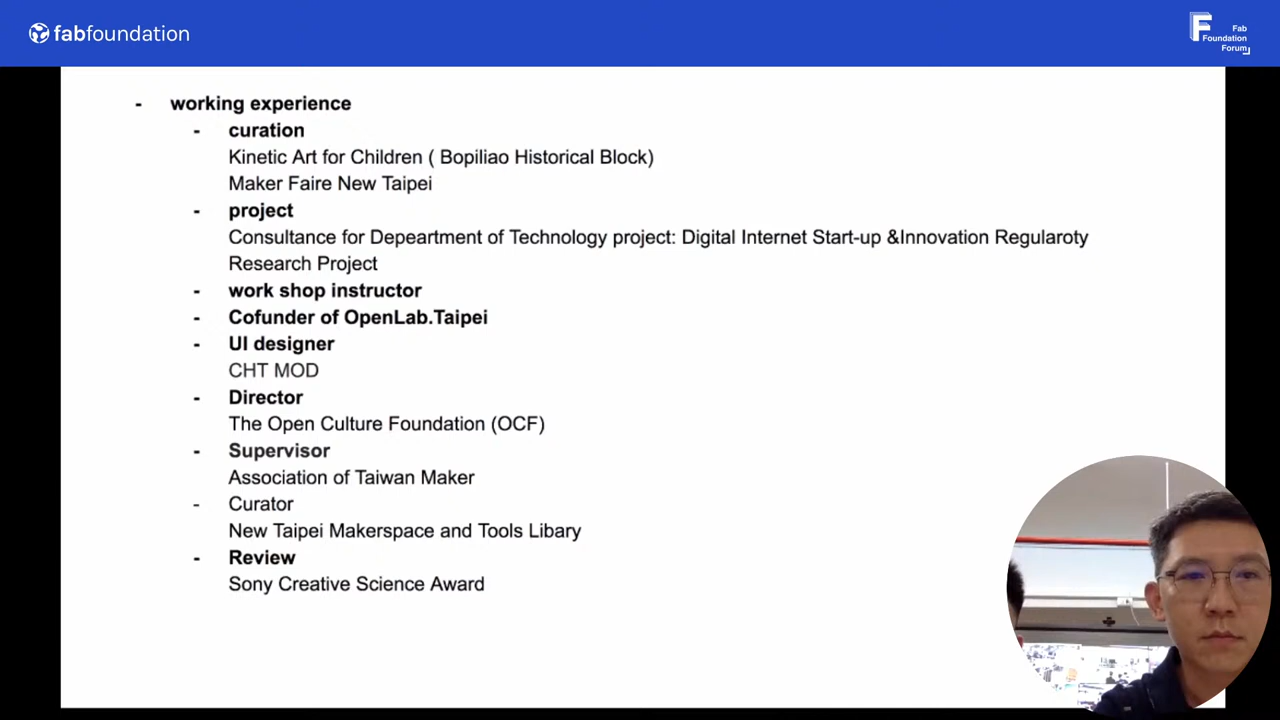 fabfoundation
Fab
Foundation
Forum
- working experience
- curation
Kinetic Art for Children ( Bopiliao Historical Block)
Maker Faire New Taipei
- project
Consultance for Depeartment of Technology project: Digital Internet Start-up &Innovation Regularoty
Research Project
- work shop instructor
- Cofunder of OpenLab.Taipei
- UI designer
CHT MOD
- Director
The Open Culture Foundation (OCF)
- Supervisor
Association of Taiwan Maker
- Curator
New Taipei Makerspace and Tools Libary
- Review
Sony Creative Science Award